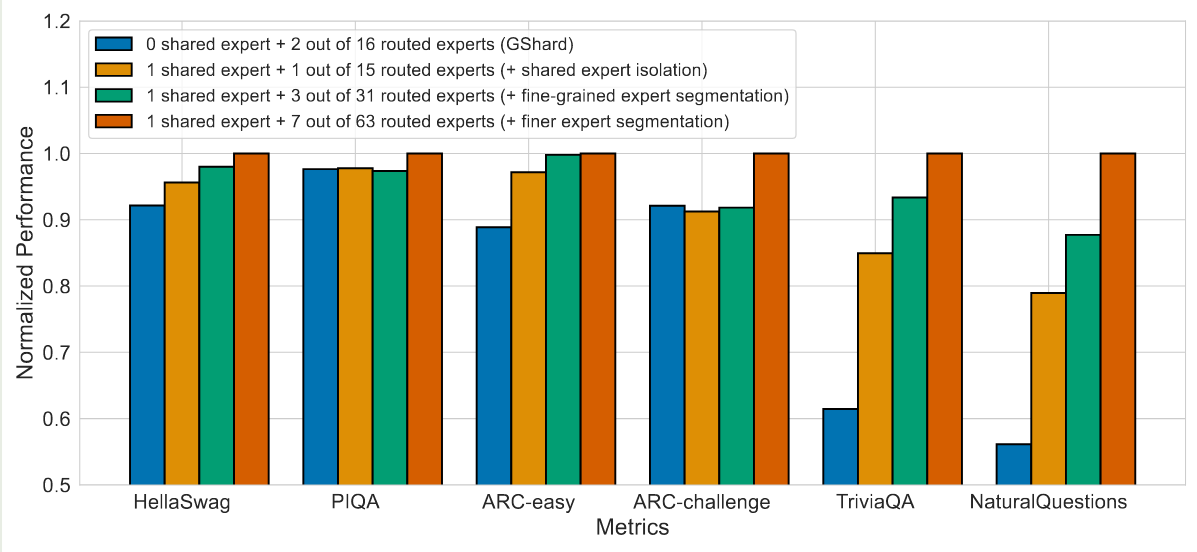 1.2
0 shared expert + 2 out of 16 routed experts (GShard)
1 shared expert + 1 out of 15 routed experts (+ shared expert isolation)
1 shared expert + 3 out of 31 routed experts (+ fine-grained expert segmentation)
1 shared expert + 7 out of 63 routed experts (+ finer expert segmentation)
1.1
1.0
0.9
0.8
0.7
0.6
0.5
Normalized Performance
HellaSwag PIQA ARC-easy ARC-challenge TriviaQA NaturalQuestions
Metrics